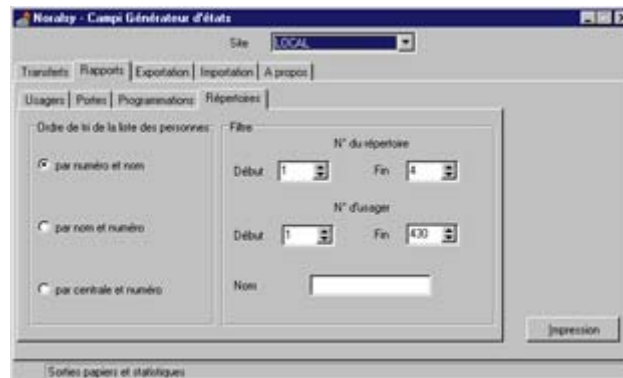 Noralsy - Campi Générateur d'états
Site LOCAL
Transferts Rapports Exportation Importation A propos
Usagers Portes Programmations Répertoires
Ordre de tri de la liste des personnes Filtre
N° du répertoire
par numéro et nom Début 1 Fin 4
N° d'usager
par nom et numéro Début 1 Fin 430
par centrale et numéro Nom
Impression
Sorties papiers et statistiques